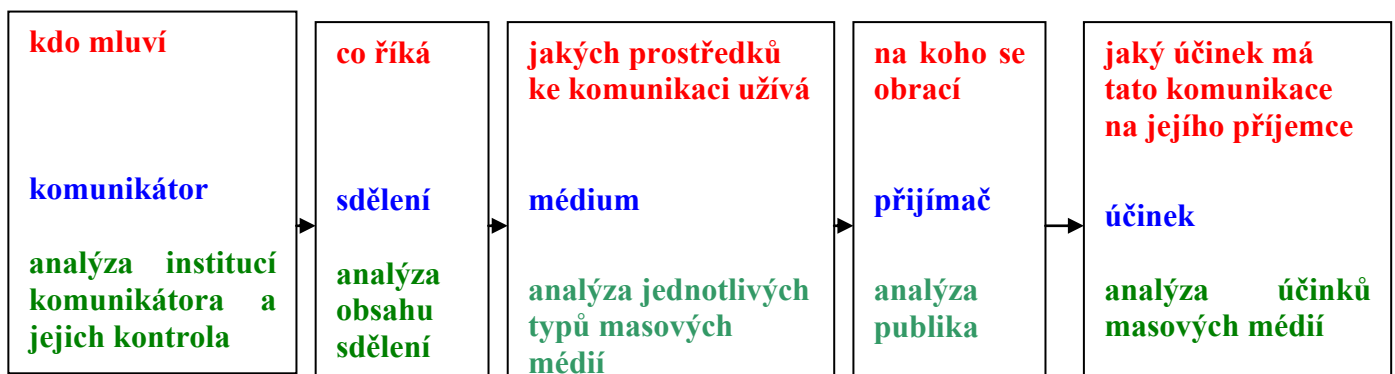 kdo mluví
komunikátor
analýza institucí
komunikátora a
jejich kontrola
co říká
sdělení
analýza
obsahu
sdělení
jakých prostředků
ke komunikaci užívá
médium
analýza jednotlivých
typů masových
médií
na koho se
obrací
přijímač
analýza
publika
jaký účinek má
tato komunikace
na jejího příjemce
účinek
analýza účinků
masových médií